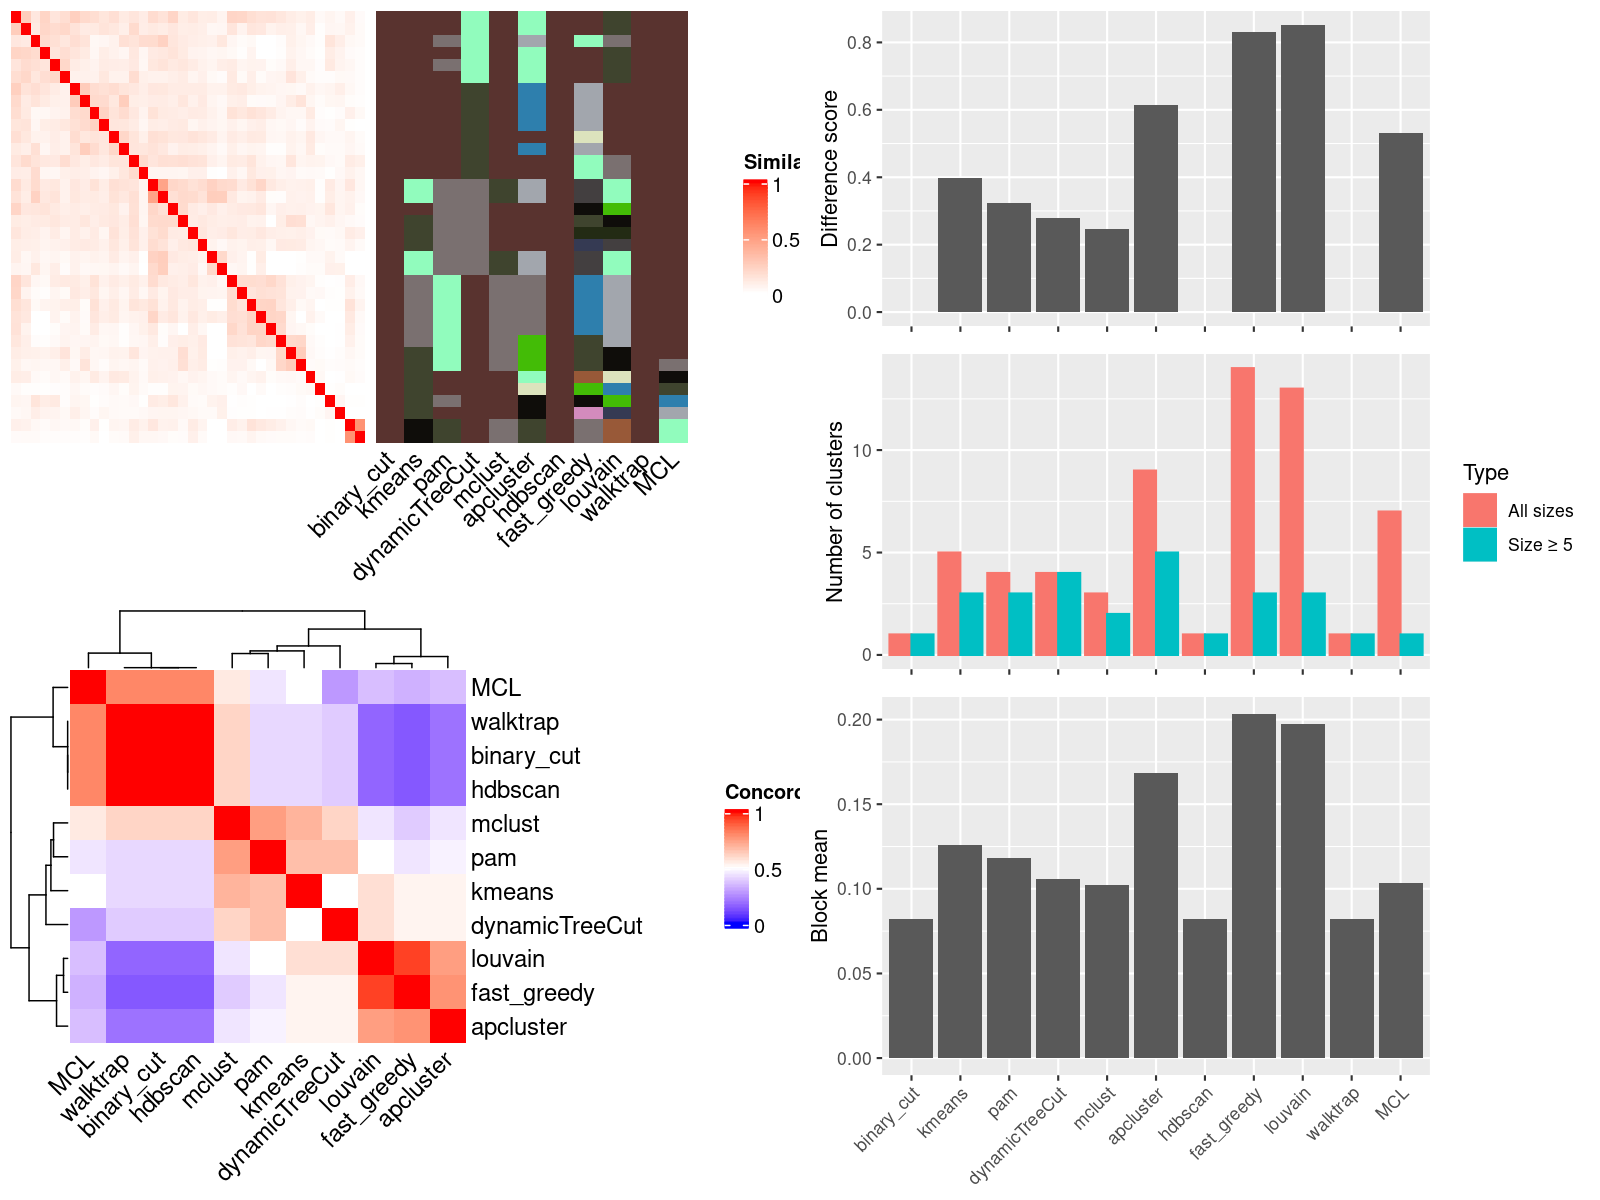 Simila
1
0.5
0
binary_cut
kmeans
pam
dynamicTreeCut
mclust
apcluster
hdbscan
fast_greedy
louvain
walktrap
MCL
MCL
walktrap
binary_cut
hdbscan
mclust
pam
kmeans
dynamicTreeCut
louvain
fast_greedy
apcluster
Concord
1
0.5
0
MCL
walktrap
binary_cut
hdbscan
mclust
pam
kmeans
dynamicTreeCut
louvain
fast_greedy
apcluster
Difference score
0.8
0.6
0.4
0.2
0.0
Number of clusters
10
5
0
Type
All sizes
Size ≥ 5
Block mean
0.20
0.15
0.10
0.05
0.00
binary_cut
kmeans
pam
dynamicTreeCut
mclust
apcluster
hdbscan
fast_greedy
louvain
walktrap
MCL